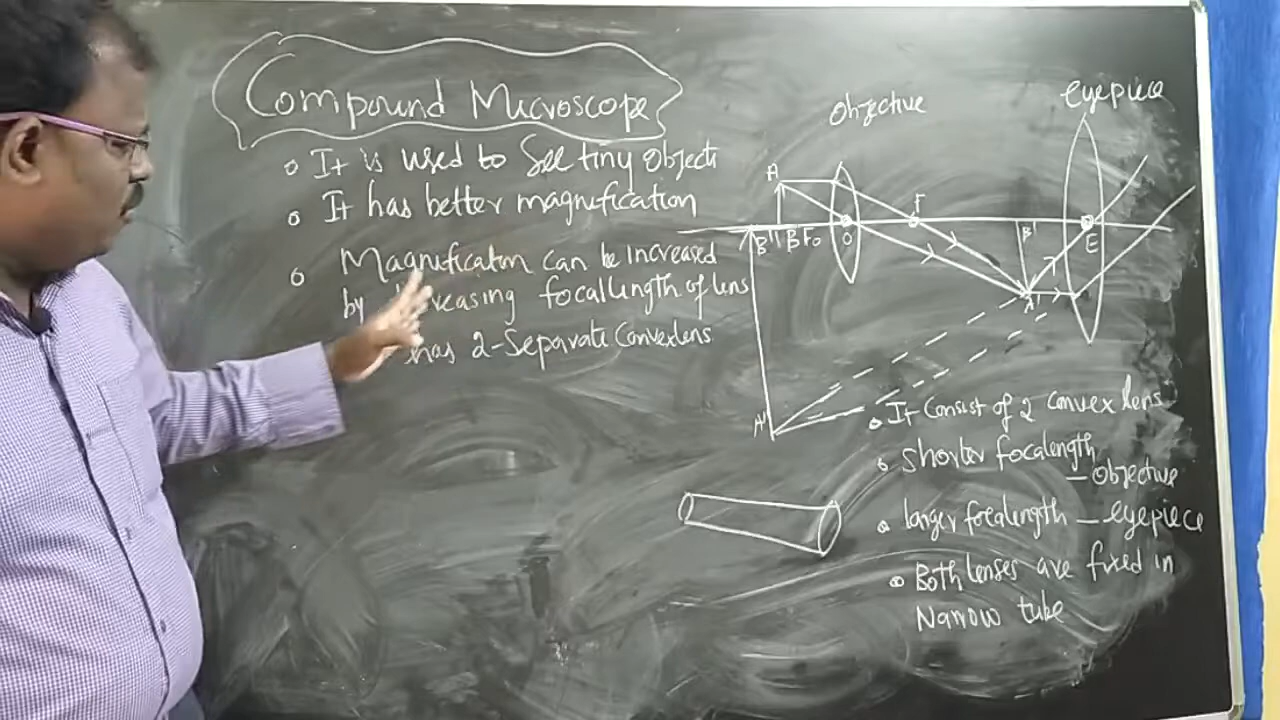 Compound Microscope
It is used to See tiny Objects
It has better magnification
Magnification can be increased
by focal length of lens
has 2-Separate Convexlens
Objective
eyepiece
A
F
B'
B'' B Fo O
E
A'
A''
It Consist of 2 convex lens
Shorter focalength
— Objective
larger focalength — eyepiece
Both lenses are fixed in
Narrow tube